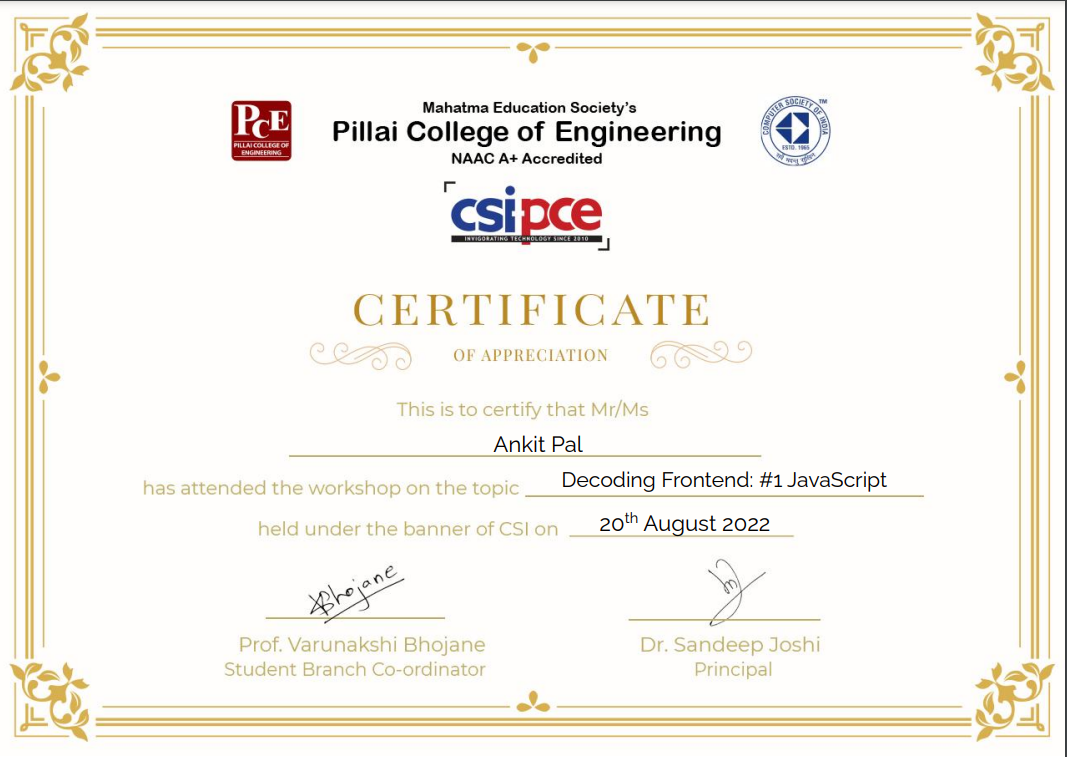 PCE
PILLAI COLLEGE OF
ENGINEERING
Mahatma Education Society's
Pillai College of Engineering
NAAC A+ Accredited
COMPUTER SOCIETY OF INDIA
TM
ESTD. 1965
csi-pce
INVIGORATING TECHNOLOGY SINCE 2010
CERTIFICATE
OF APPRECIATION
This is to certify that Mr/Ms
Ankit Pal
has attended the workshop on the topic Decoding Frontend: #1 JavaScript
held under the banner of CSI on 20th August 2022
Bhojane
Prof. Varunakshi Bhojane
Student Branch Co-ordinator
Dr. Sandeep Joshi
Principal